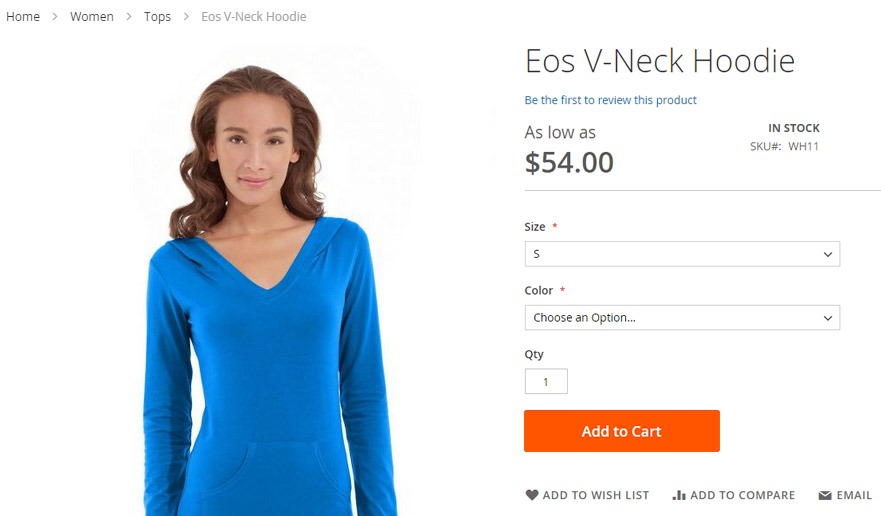 Home > Women > Tops > Eos V-Neck Hoodie
Eos V-Neck Hoodie
Be the first to review this product
As low as
$54.00
IN STOCK
SKU#: WH11
Size *
S
Color *
Choose an Option...
Qty
1
Add to Cart
ADD TO WISH LIST
ADD TO COMPARE
EMAIL